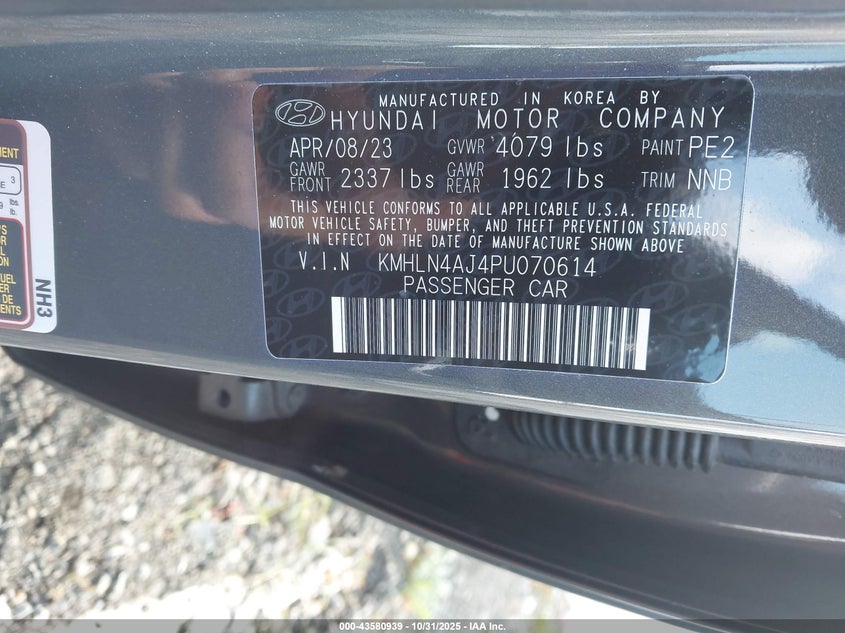 MANUFACTURED IN KOREA BY
HYUNDAI MOTOR COMPANY
APR/08/23 GVWR 4079 lbs PAINT PE2
GAWR FRONT 2337 lbs GAWR REAR 1962 lbs TRIM NNB
THIS VEHICLE CONFORMS TO ALL APPLICABLE U.S.A. FEDERAL
MOTOR VEHICLE SAFETY, BUMPER, AND THEFT PREVENTION STANDARDS
IN EFFECT ON THE DATE OF MANUFACTURE SHOWN ABOVE
V.I.N KMHLN4AJ4PU070614
PASSENGER CAR
3
lbs.
lb.
NH3
000-43580939 - 10/31/2025 - IAA Inc.